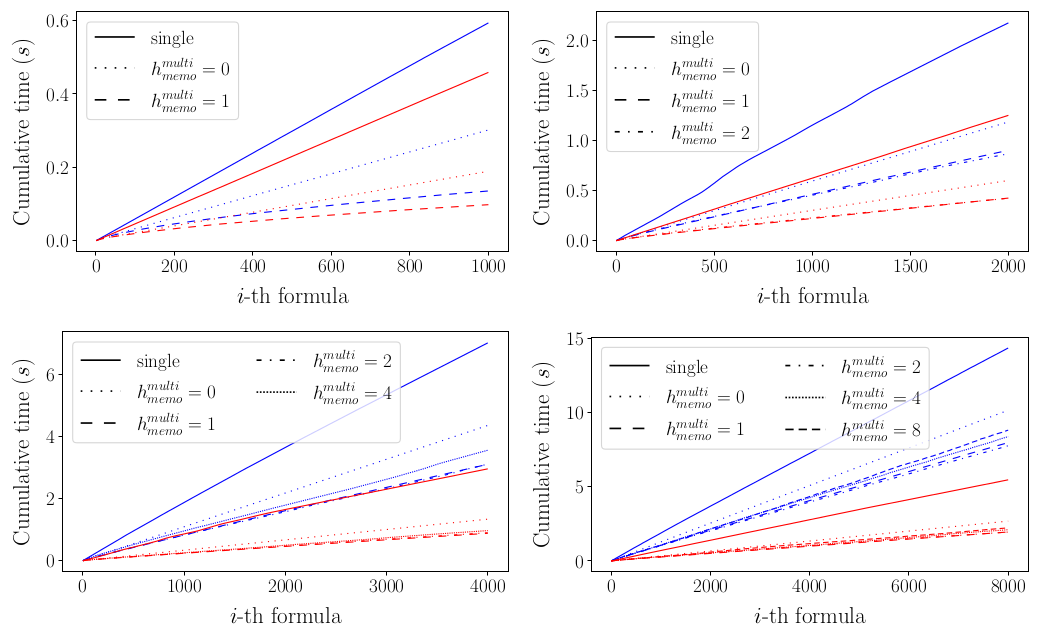 Cumulative time (s)
0.6
0.4
0.2
0.0
single
h_{memo}^{multi} = 0
h_{memo}^{multi} = 1
0 200 400 600 800 1000
i-th formula
Cumulative time (s)
2.0
1.5
1.0
0.5
0.0
single
h_{memo}^{multi} = 0
h_{memo}^{multi} = 1
h_{memo}^{multi} = 2
0 500 1000 1500 2000
i-th formula
Cumulative time (s)
6
4
2
0
single
h_{memo}^{multi} = 0
h_{memo}^{multi} = 1
h_{memo}^{multi} = 2
h_{memo}^{multi} = 4
0 1000 2000 3000 4000
i-th formula
Cumulative time (s)
15
10
5
0
single
h_{memo}^{multi} = 0
h_{memo}^{multi} = 1
h_{memo}^{multi} = 2
h_{memo}^{multi} = 4
h_{memo}^{multi} = 8
0 2000 4000 6000 8000
i-th formula